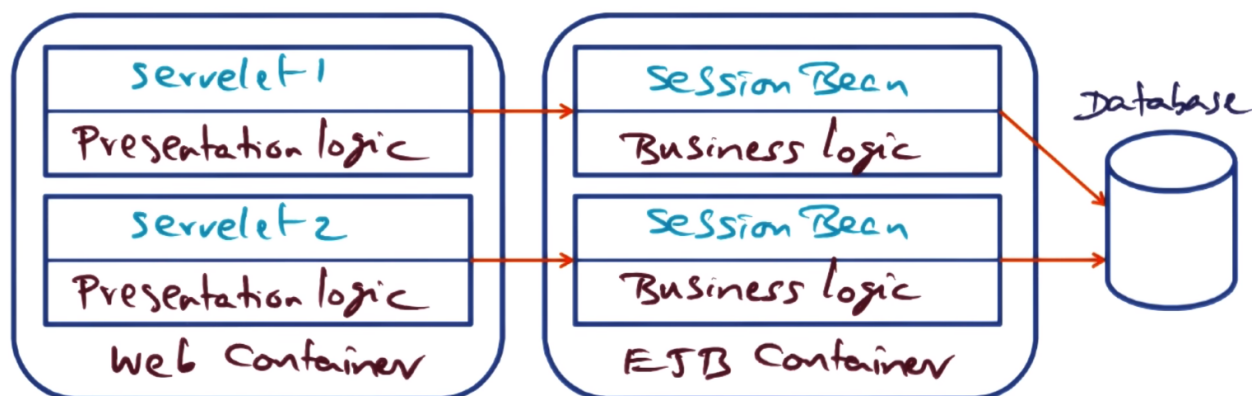 servelet1
Presentation logic
servelet2
Presentation logic
Web Container
Session Bean
Business logic
Session Bean
Business logic
EJB Container
Database